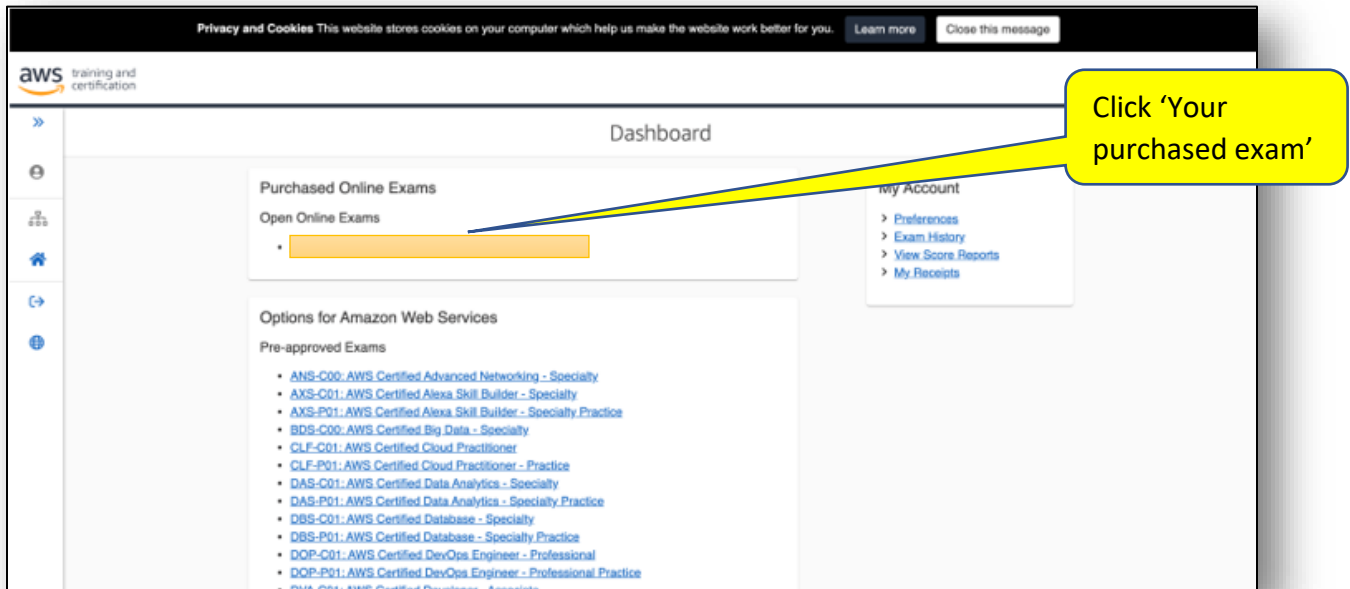 Privacy and Cookies This website stores cookies on your computer which help us make the website work better for you. Learn more Close this message
aws training and
certification
Click 'Your
purchased exam'
Dashboard
Purchased Online Exams
Open Online Exams
My Account
Preferences
Exam History
View Score Reports
My Receipts
Options for Amazon Web Services
Pre-approved Exams
ANS-C00: AWS Certified Advanced Networking - Specialty
AXS-C01: AWS Certified Alexa Skill Builder - Specialty
AXS-P01: AWS Certified Alexa Skill Builder - Specialty Practice
BDS-C00: AWS Certified Big Data - Specialty
CLF-C01: AWS Certified Cloud Practitioner
CLF-P01: AWS Certified Cloud Practitioner - Practice
DAS-C01: AWS Certified Data Analytics - Specialty
DAS-P01: AWS Certified Data Analytics - Specialty Practice
DBS-C01: AWS Certified Database - Specialty
DBS-P01: AWS Certified Database - Specialty Practice
DOP-C01: AWS Certified DevOps Engineer - Professional
DOP-P01: AWS Certified DevOps Engineer - Professional Practice